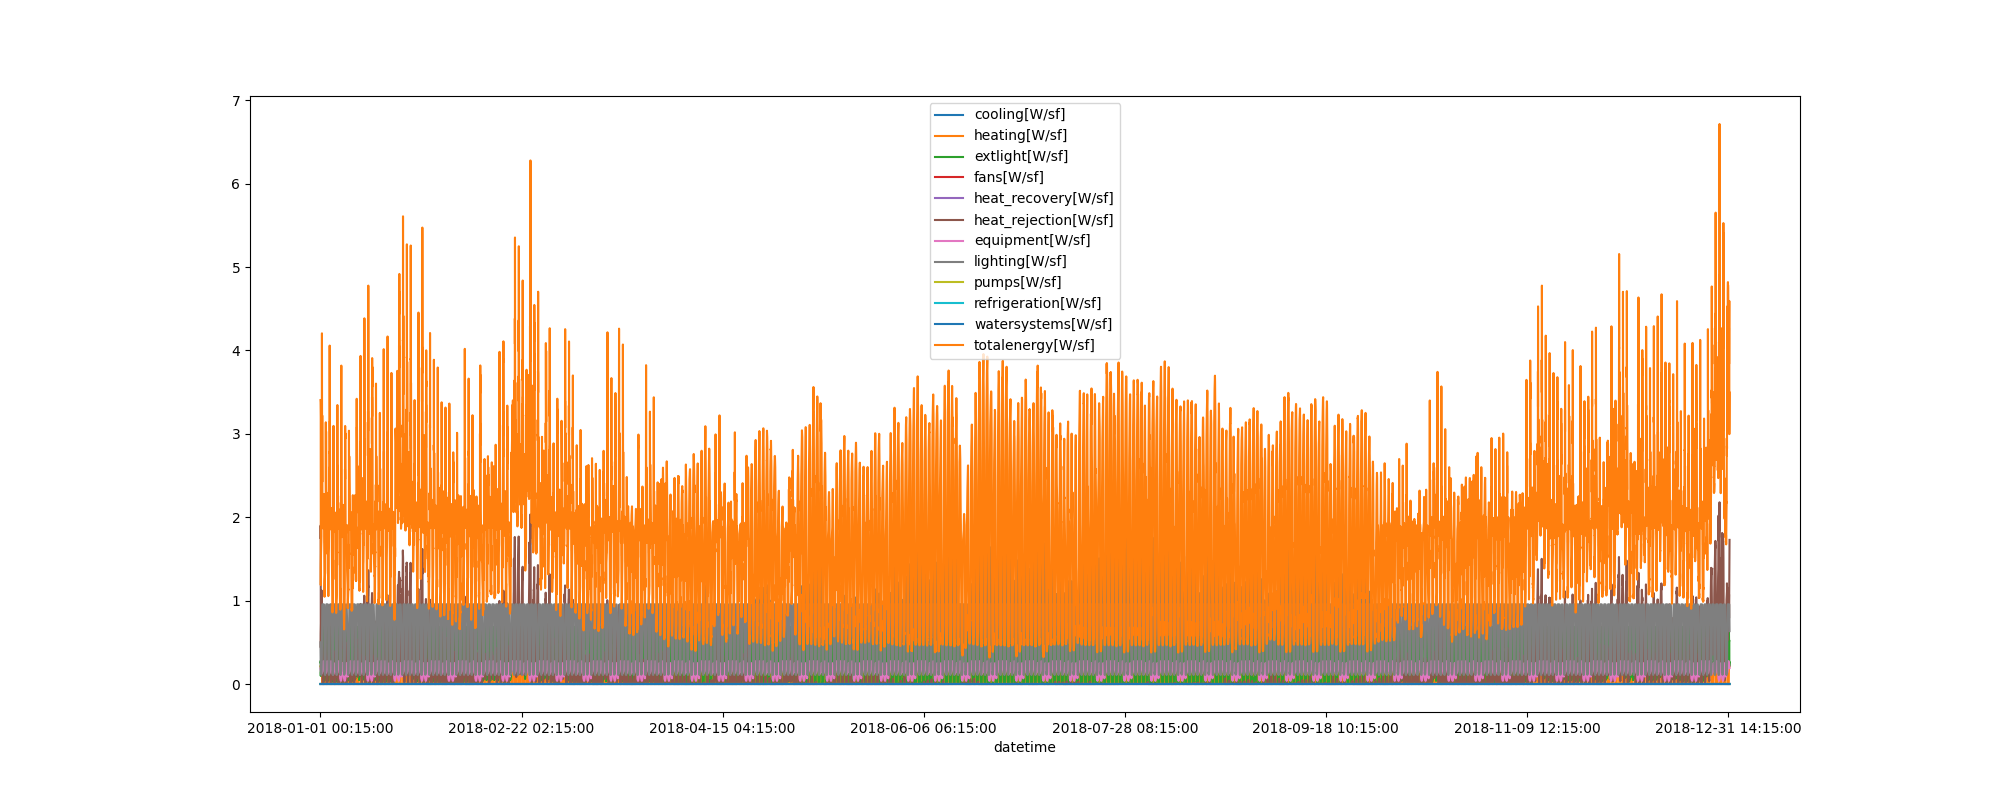 7
6
5
4
3
2
1
0
cooling[W/sf]
heating[W/sf]
extlight[W/sf]
fans[W/sf]
heat_recovery[W/sf]
heat_rejection[W/sf]
equipment[W/sf]
lighting[W/sf]
pumps[W/sf]
refrigeration[W/sf]
watersystems[W/sf]
totalenergy[W/sf]
2018-01-01 00:15:00 2018-02-22 02:15:00 2018-04-15 04:15:00 2018-06-06 06:15:00 2018-07-28 08:15:00 2018-09-18 10:15:00 2018-11-09 12:15:00 2018-12-31 14:15:00
datetime